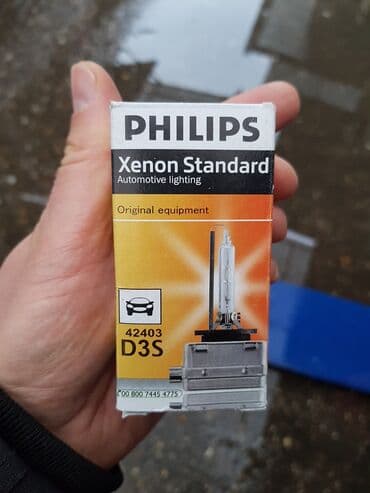 PHILIPS
Xenon Standard
Automotive lighting
Original equipment
42403
D3S
00 800 7445 4775